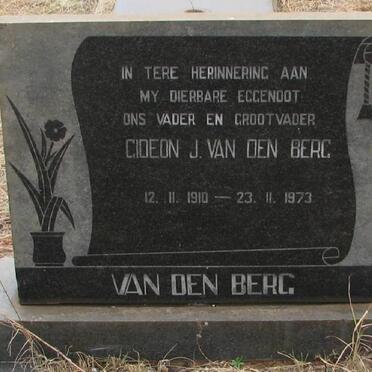 IN TERE HERINNERING AAN
MY DIERBARE EGGENOOT
ONS VADER EN GROOTVADER
GIDEON J. VAN DEN BERG
12. 11. 1910 — 23. 11. 1973
VAN DEN BERG